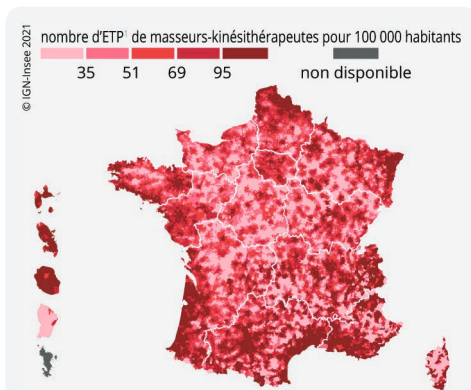 nombre d'ETP¹ de masseurs-kinésithérapeutes pour 100 000 habitants
35 51 69 95 non disponible
© IGN-Insee 2021